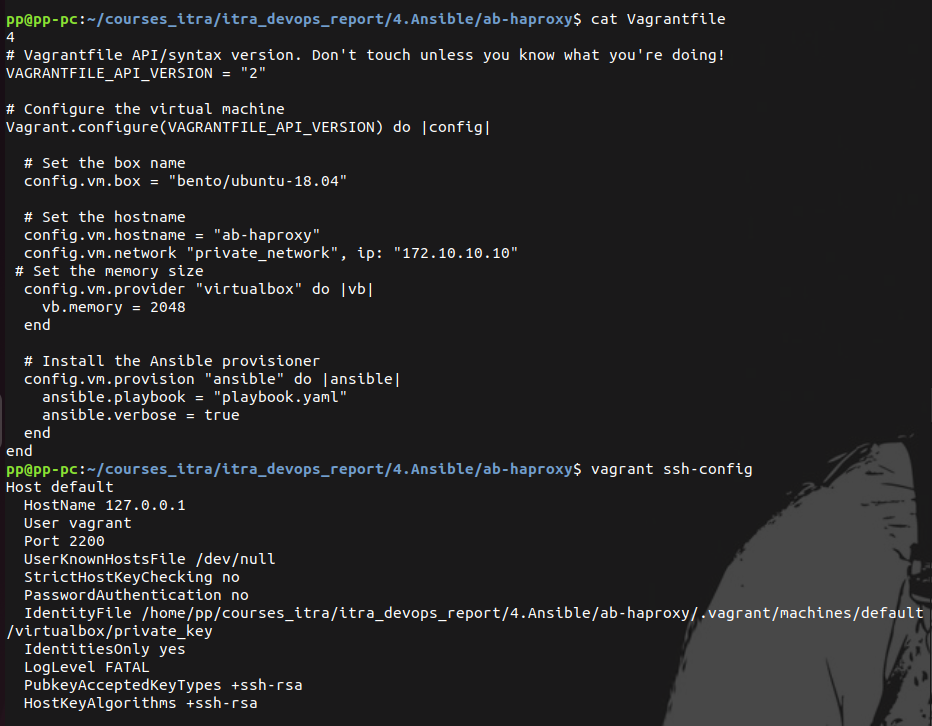 pp@pp-pc:~/courses_itra/itra_devops_report/4.Ansible/ab-haproxy$ cat Vagrantfile
4
# Vagrantfile API/syntax version. Don't touch unless you know what you're doing!
VAGRANTFILE_API_VERSION = "2"

# Configure the virtual machine
Vagrant.configure(VAGRANTFILE_API_VERSION) do |config|

  # Set the box name
  config.vm.box = "bento/ubuntu-18.04"

  # Set the hostname
  config.vm.hostname = "ab-haproxy"
  config.vm.network "private_network", ip: "172.10.10.10"
 # Set the memory size
  config.vm.provider "virtualbox" do |vb|
    vb.memory = 2048
  end

  # Install the Ansible provisioner
  config.vm.provision "ansible" do |ansible|
    ansible.playbook = "playbook.yaml"
    ansible.verbose = true
  end
end
pp@pp-pc:~/courses_itra/itra_devops_report/4.Ansible/ab-haproxy$ vagrant ssh-config
Host default
  HostName 127.0.0.1
  User vagrant
  Port 2200
  UserKnownHostsFile /dev/null
  StrictHostKeyChecking no
  PasswordAuthentication no
  IdentityFile /home/pp/courses_itra/itra_devops_report/4.Ansible/ab-haproxy/.vagrant/machines/default
/virtualbox/private_key
  IdentitiesOnly yes
  LogLevel FATAL
  PubkeyAcceptedKeyTypes +ssh-rsa
  HostKeyAlgorithms +ssh-rsa